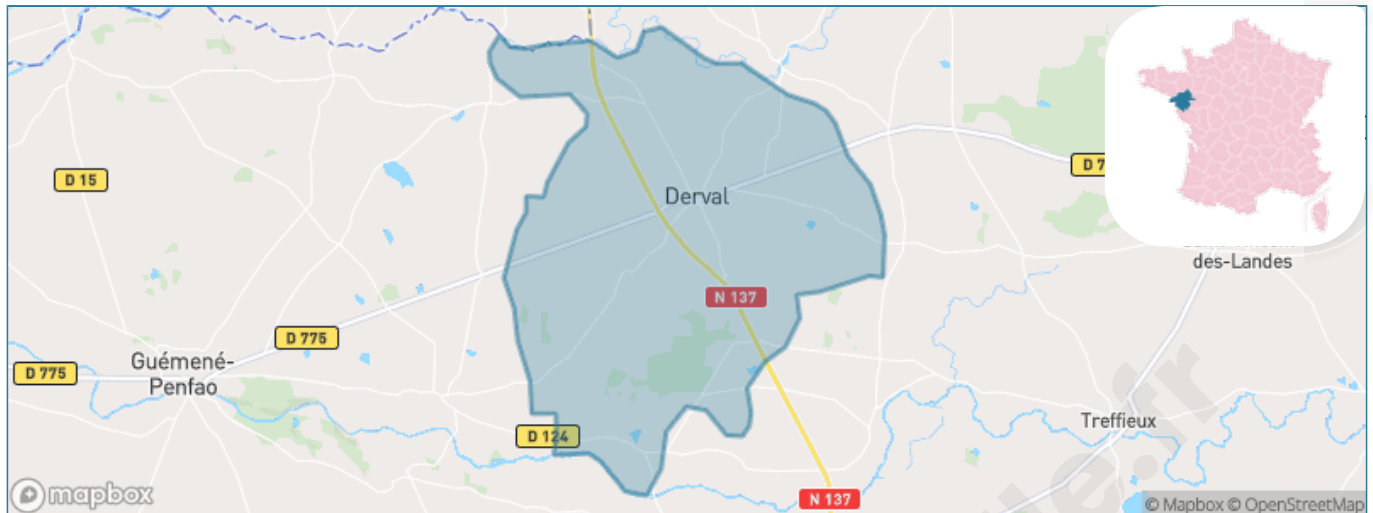 D 15
D 7
Derval
des-Landes
N 137
D 775
Guémené-
Penfao
D 775
Treffieux
D 124
mapbox
N 137
© Mapbox © OpenStreetMap